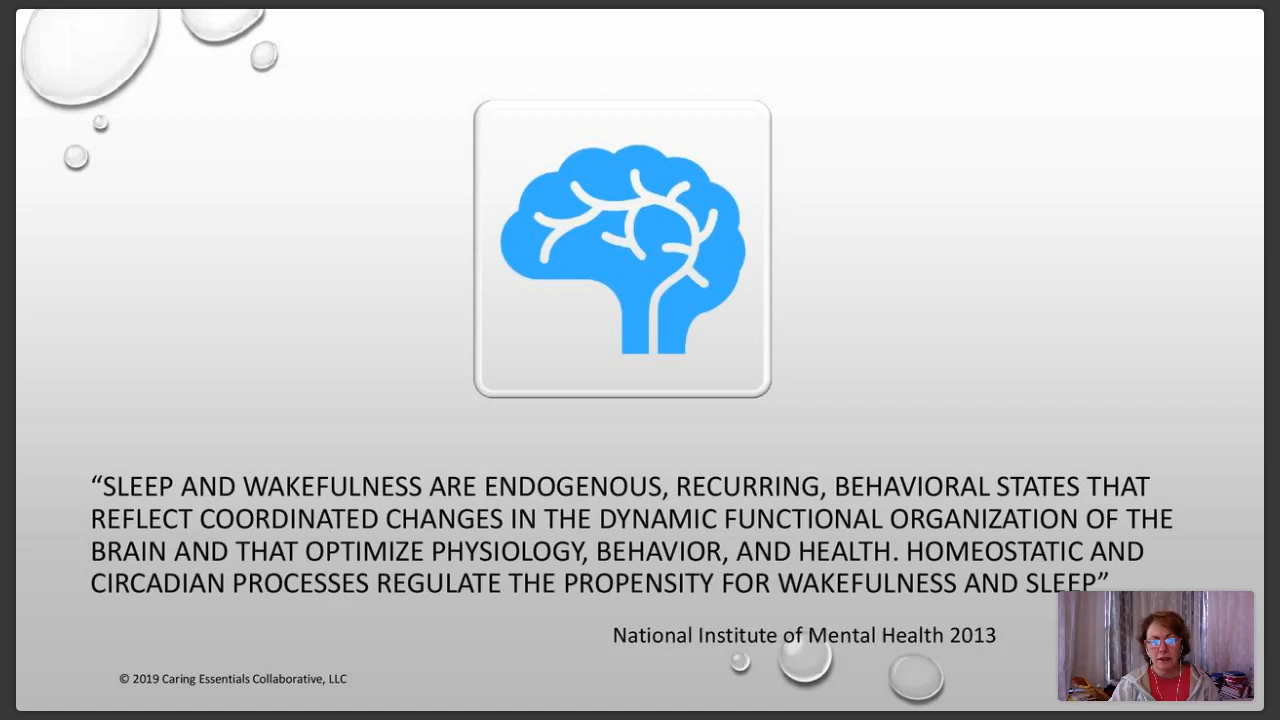 “SLEEP AND WAKEFULNESS ARE ENDOGENOUS, RECURRING, BEHAVIORAL STATES THAT
REFLECT COORDINATED CHANGES IN THE DYNAMIC FUNCTIONAL ORGANIZATION OF THE
BRAIN AND THAT OPTIMIZE PHYSIOLOGY, BEHAVIOR, AND HEALTH. HOMEOSTATIC AND
CIRCADIAN PROCESSES REGULATE THE PROPENSITY FOR WAKEFULNESS AND SLEEP”
National Institute of Mental Health 2013
© 2019 Caring Essentials Collaborative, LLC